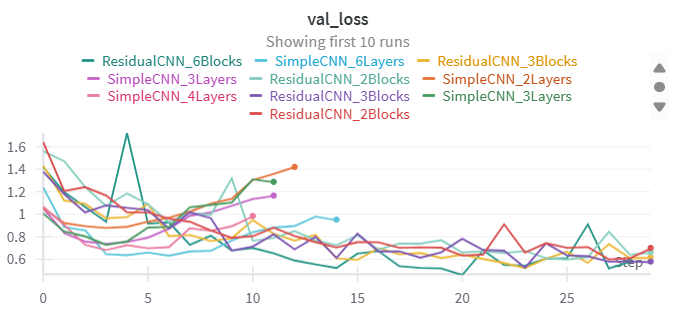 val_loss
Showing first 10 runs
ResidualCNN_6Blocks SimpleCNN_6Layers ResidualCNN_3Blocks
SimpleCNN_3Layers ResidualCNN_2Blocks SimpleCNN_2Layers
SimpleCNN_4Layers ResidualCNN_3Blocks SimpleCNN_3Layers
ResidualCNN_2Blocks
1.6
1.4
1.2
1
0.8
0.6
Step
0 5 10 15 20 25